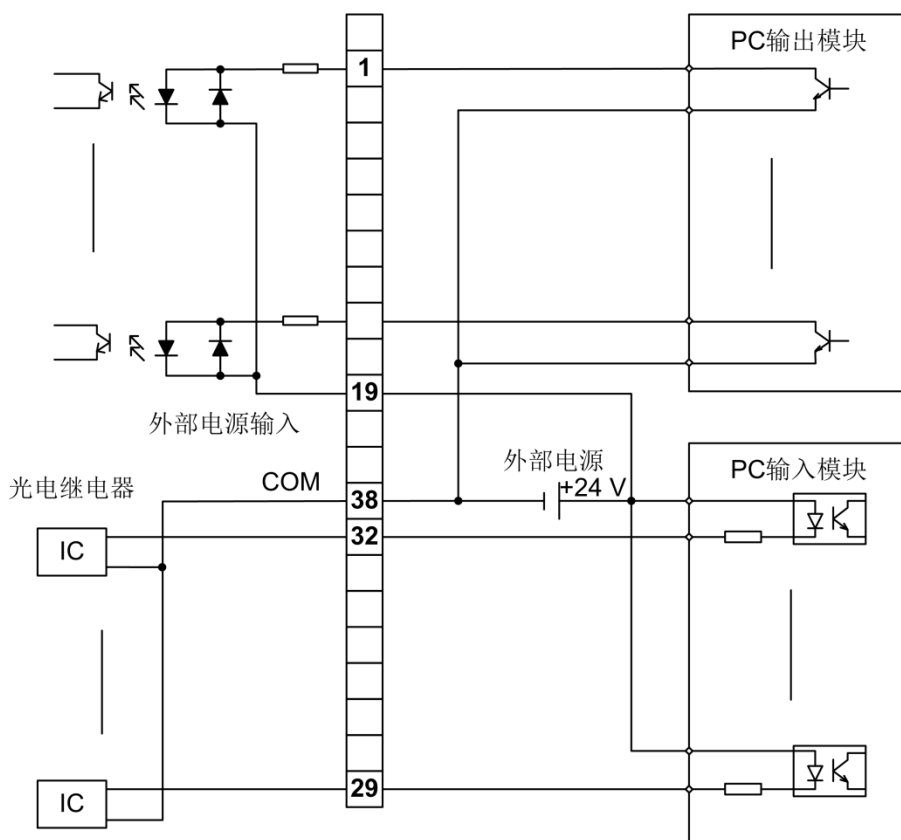 PC输出模块
1
19
外部电源输入
外部电源
PC输入模块
光电继电器
COM
38
+24 V
32
IC
29
IC